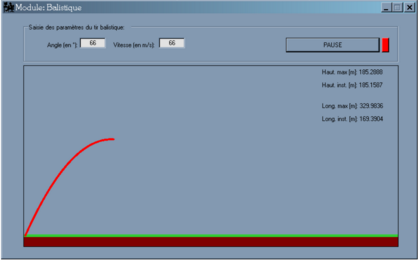 Module: Balistique
Saisie des paramètres du tir balistique
Angle (en °) 66 Vitesse (en m/s) 66 PAUSE
Haut. max [m]: 185.2888
Haut. inst. [m]: 185.1587
Long. max [m]: 329.9836
Long. inst. [m]: 169.3904